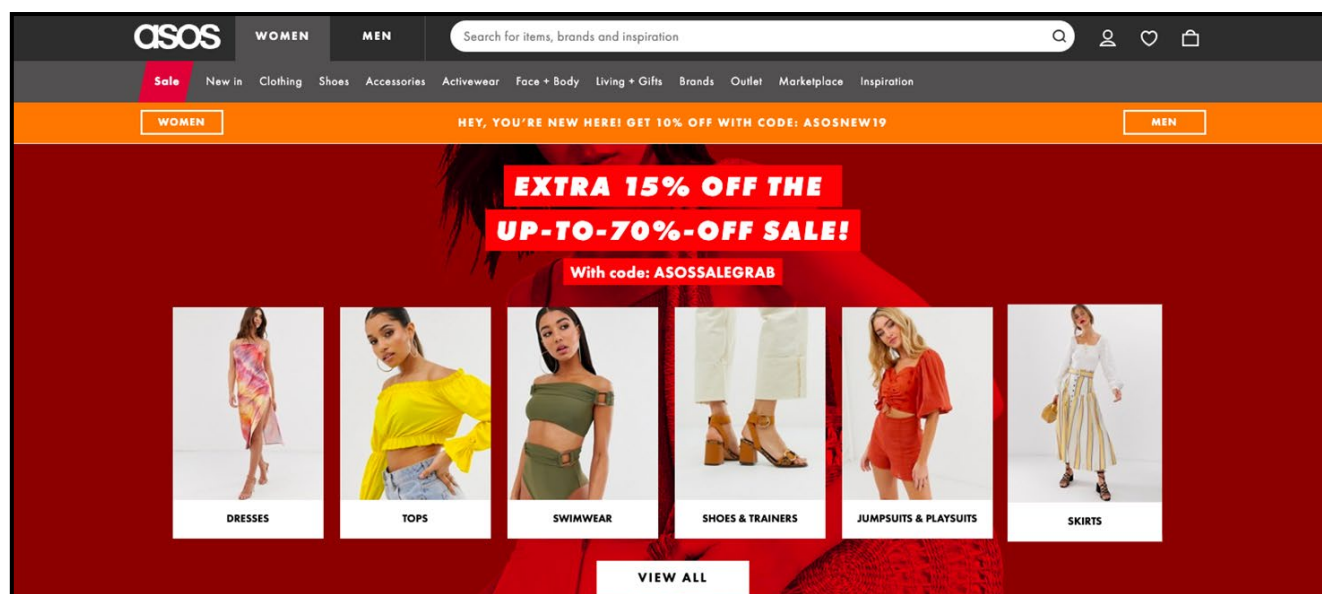 asos WOMEN MEN Search for items, brands and inspiration
Sale New in Clothing Shoes Accessories Activewear Face + Body Living + Gifts Brands Outlet Marketplace Inspiration
WOMEN HEY, YOU'RE NEW HERE! GET 10% OFF WITH CODE: ASOSNEW19 MEN
EXTRA 15% OFF THE
UP-TO-70%-OFF SALE!
With code: ASOSSALEGRAB
DRESSES TOPS SWIMWEAR SHOES & TRAINERS JUMPSUITS & PLAYSUITS SKIRTS
VIEW ALL